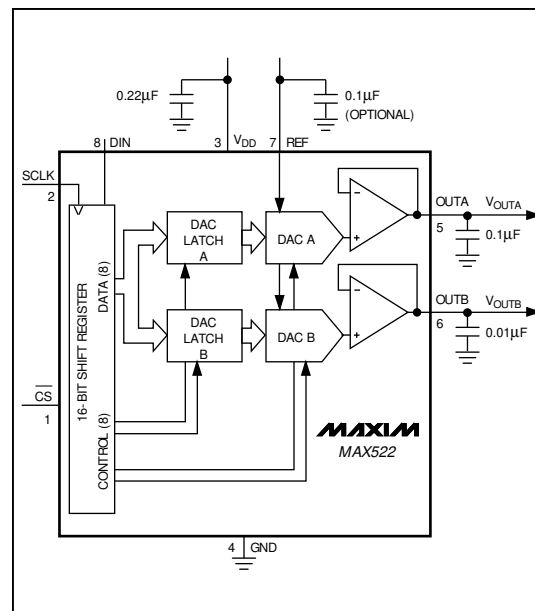 0.22µF
0.1µF
(OPTIONAL)
8 DIN
3 VDD
7 REF
SCLK
2
DAC
LATCH
A
DAC A
OUTA
VOUTA
5
0.1µF
16- BIT SHIFT REGISTER
DATA (8)
DAC
LATCH
B
DAC B
OUTB
VOUTB
6
0.01µF
CS
1
CONTROL (8)
MAXIM
MAX522
4 GND